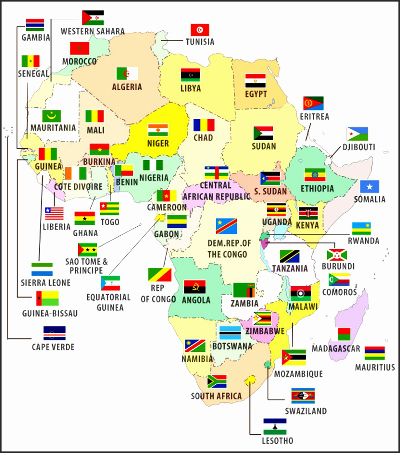 WESTERN SAHARA
GAMBIA
TUNISIA
MOROCCO
SENEGAL
ALGERIA
LIBYA
EGYPT
ERITREA
MAURITANIA
MALI
NIGER
CHAD
SUDAN
DJIBOUTI
GUINEA
BURKINA
BENIN
NIGERIA
CENTRAL
AFRICAN REPUBLIC
S. SUDAN
ETHIOPIA
SOMALIA
COTE DIVOIRE
LIBERIA
GHANA
TOGO
CAMEROON
GABON
UGANDA
KENYA
RWANDA
DEM.REP.OF
THE CONGO
SAO TOME &
PRINCIPE
TANZANIA
BURUNDI
SIERRA LEONE
EQUATORIAL
GUINEA
REP
OF CONGO
COMOROS
GUINEA-BISSAU
ANGOLA
ZAMBIA
MALAWI
CAPE VERDE
ZIMBABWE
BOTSWANA
NAMIBIA
MADAGASCAR
MAURITIUS
MOZAMBIQUE
SOUTH AFRICA
SWAZILAND
LESOTHO